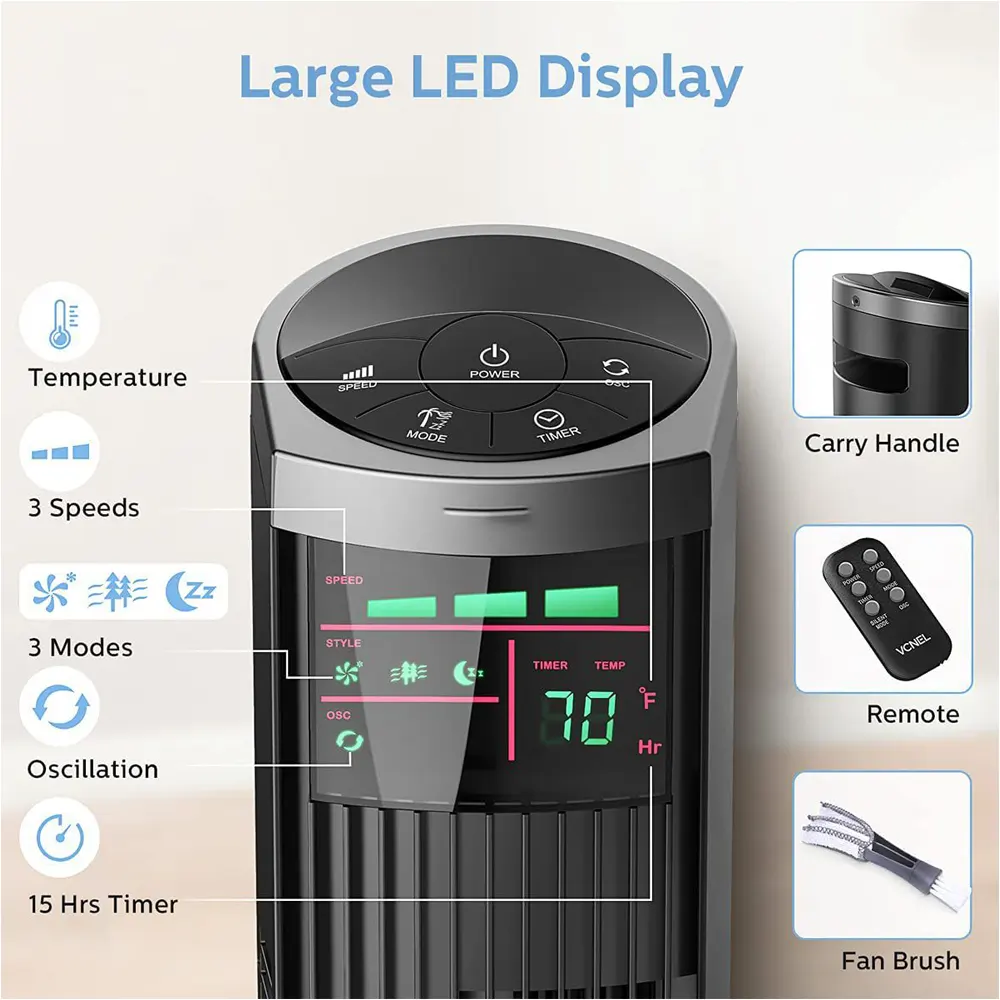 Large LED Display
Temperature
3 Speeds
3 Modes
Oscillation
15 Hrs Timer
SPEED
POWER
OSC
MODE
TIMER
SPEED
STYLE
OSC
TIMER TEMP
70 °F
Hr
Carry Handle
POWER
SPEED
TIMER
MODE
SILENT
MODE
OSC
VCNEL
Remote
Fan Brush